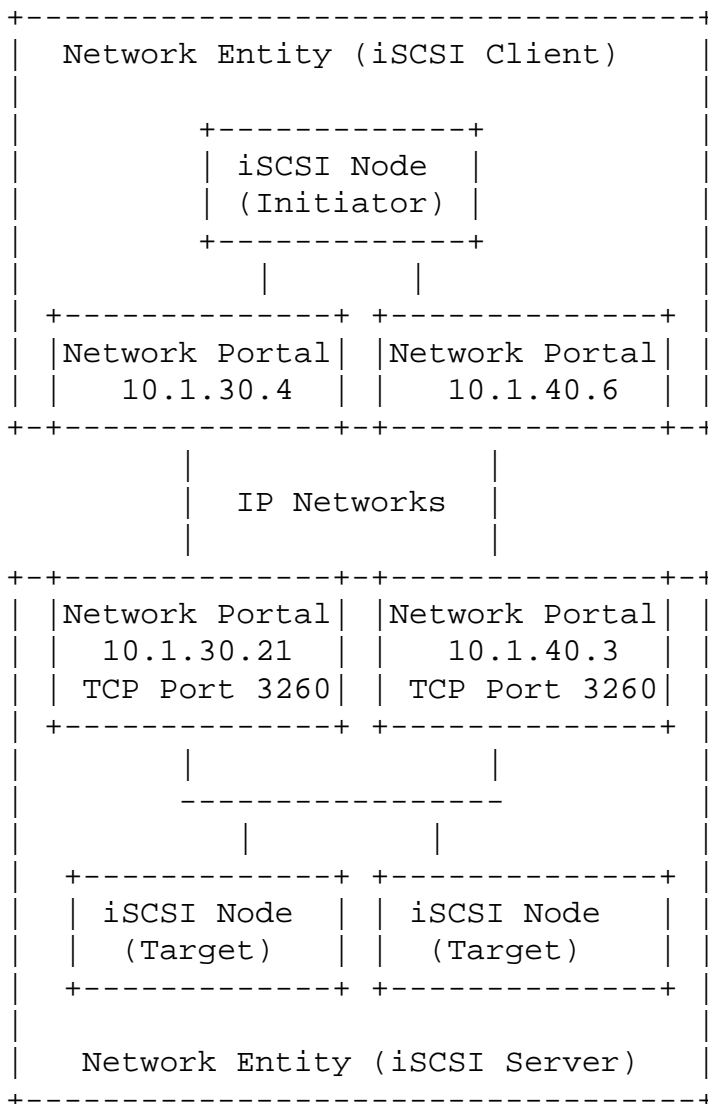 Network Entity (iSCSI Client)
iSCSI Node
(Initiator)
Network Portal Network Portal
10.1.30.4 10.1.40.6
IP Networks
Network Portal Network Portal
10.1.30.21 10.1.40.3
TCP Port 3260 TCP Port 3260
iSCSI Node iSCSI Node
(Target) (Target)
Network Entity (iSCSI Server)